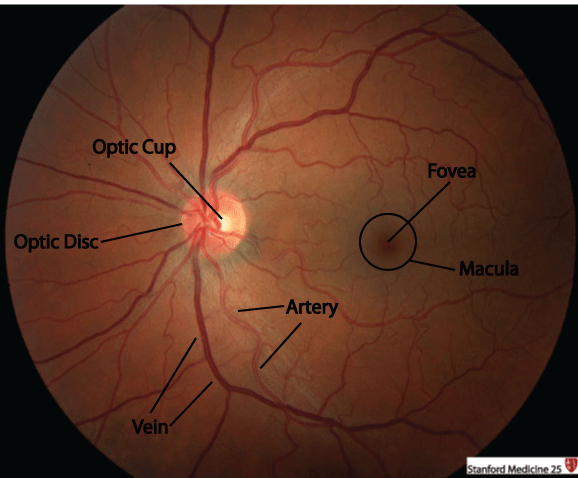 Optic Cup
Fovea
Optic Disc
Macula
Artery
Vein
Stanford Medicine 25